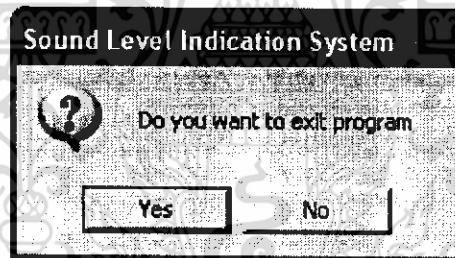 Sound Level Indication System
Do you want to exit program
Yes No